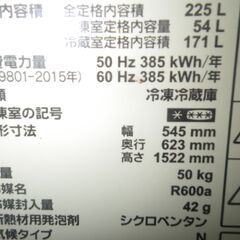 内容積 全定格内容積 225 L
凍室定格内容積 54 L
冷蔵室定格内容積 171 L
費電力量 50 Hz 385 kWh/年
9801-2015年) 60 Hz 385 kWh/年
類 冷凍冷蔵庫
凍室の記号
形寸法 幅 545 mm
奥行 623 mm
高さ 1522 mm
50 kg
媒名 R600a
媒封入量 42 g
断熱材用発泡剤 シクロペンタン
気候タイプ N